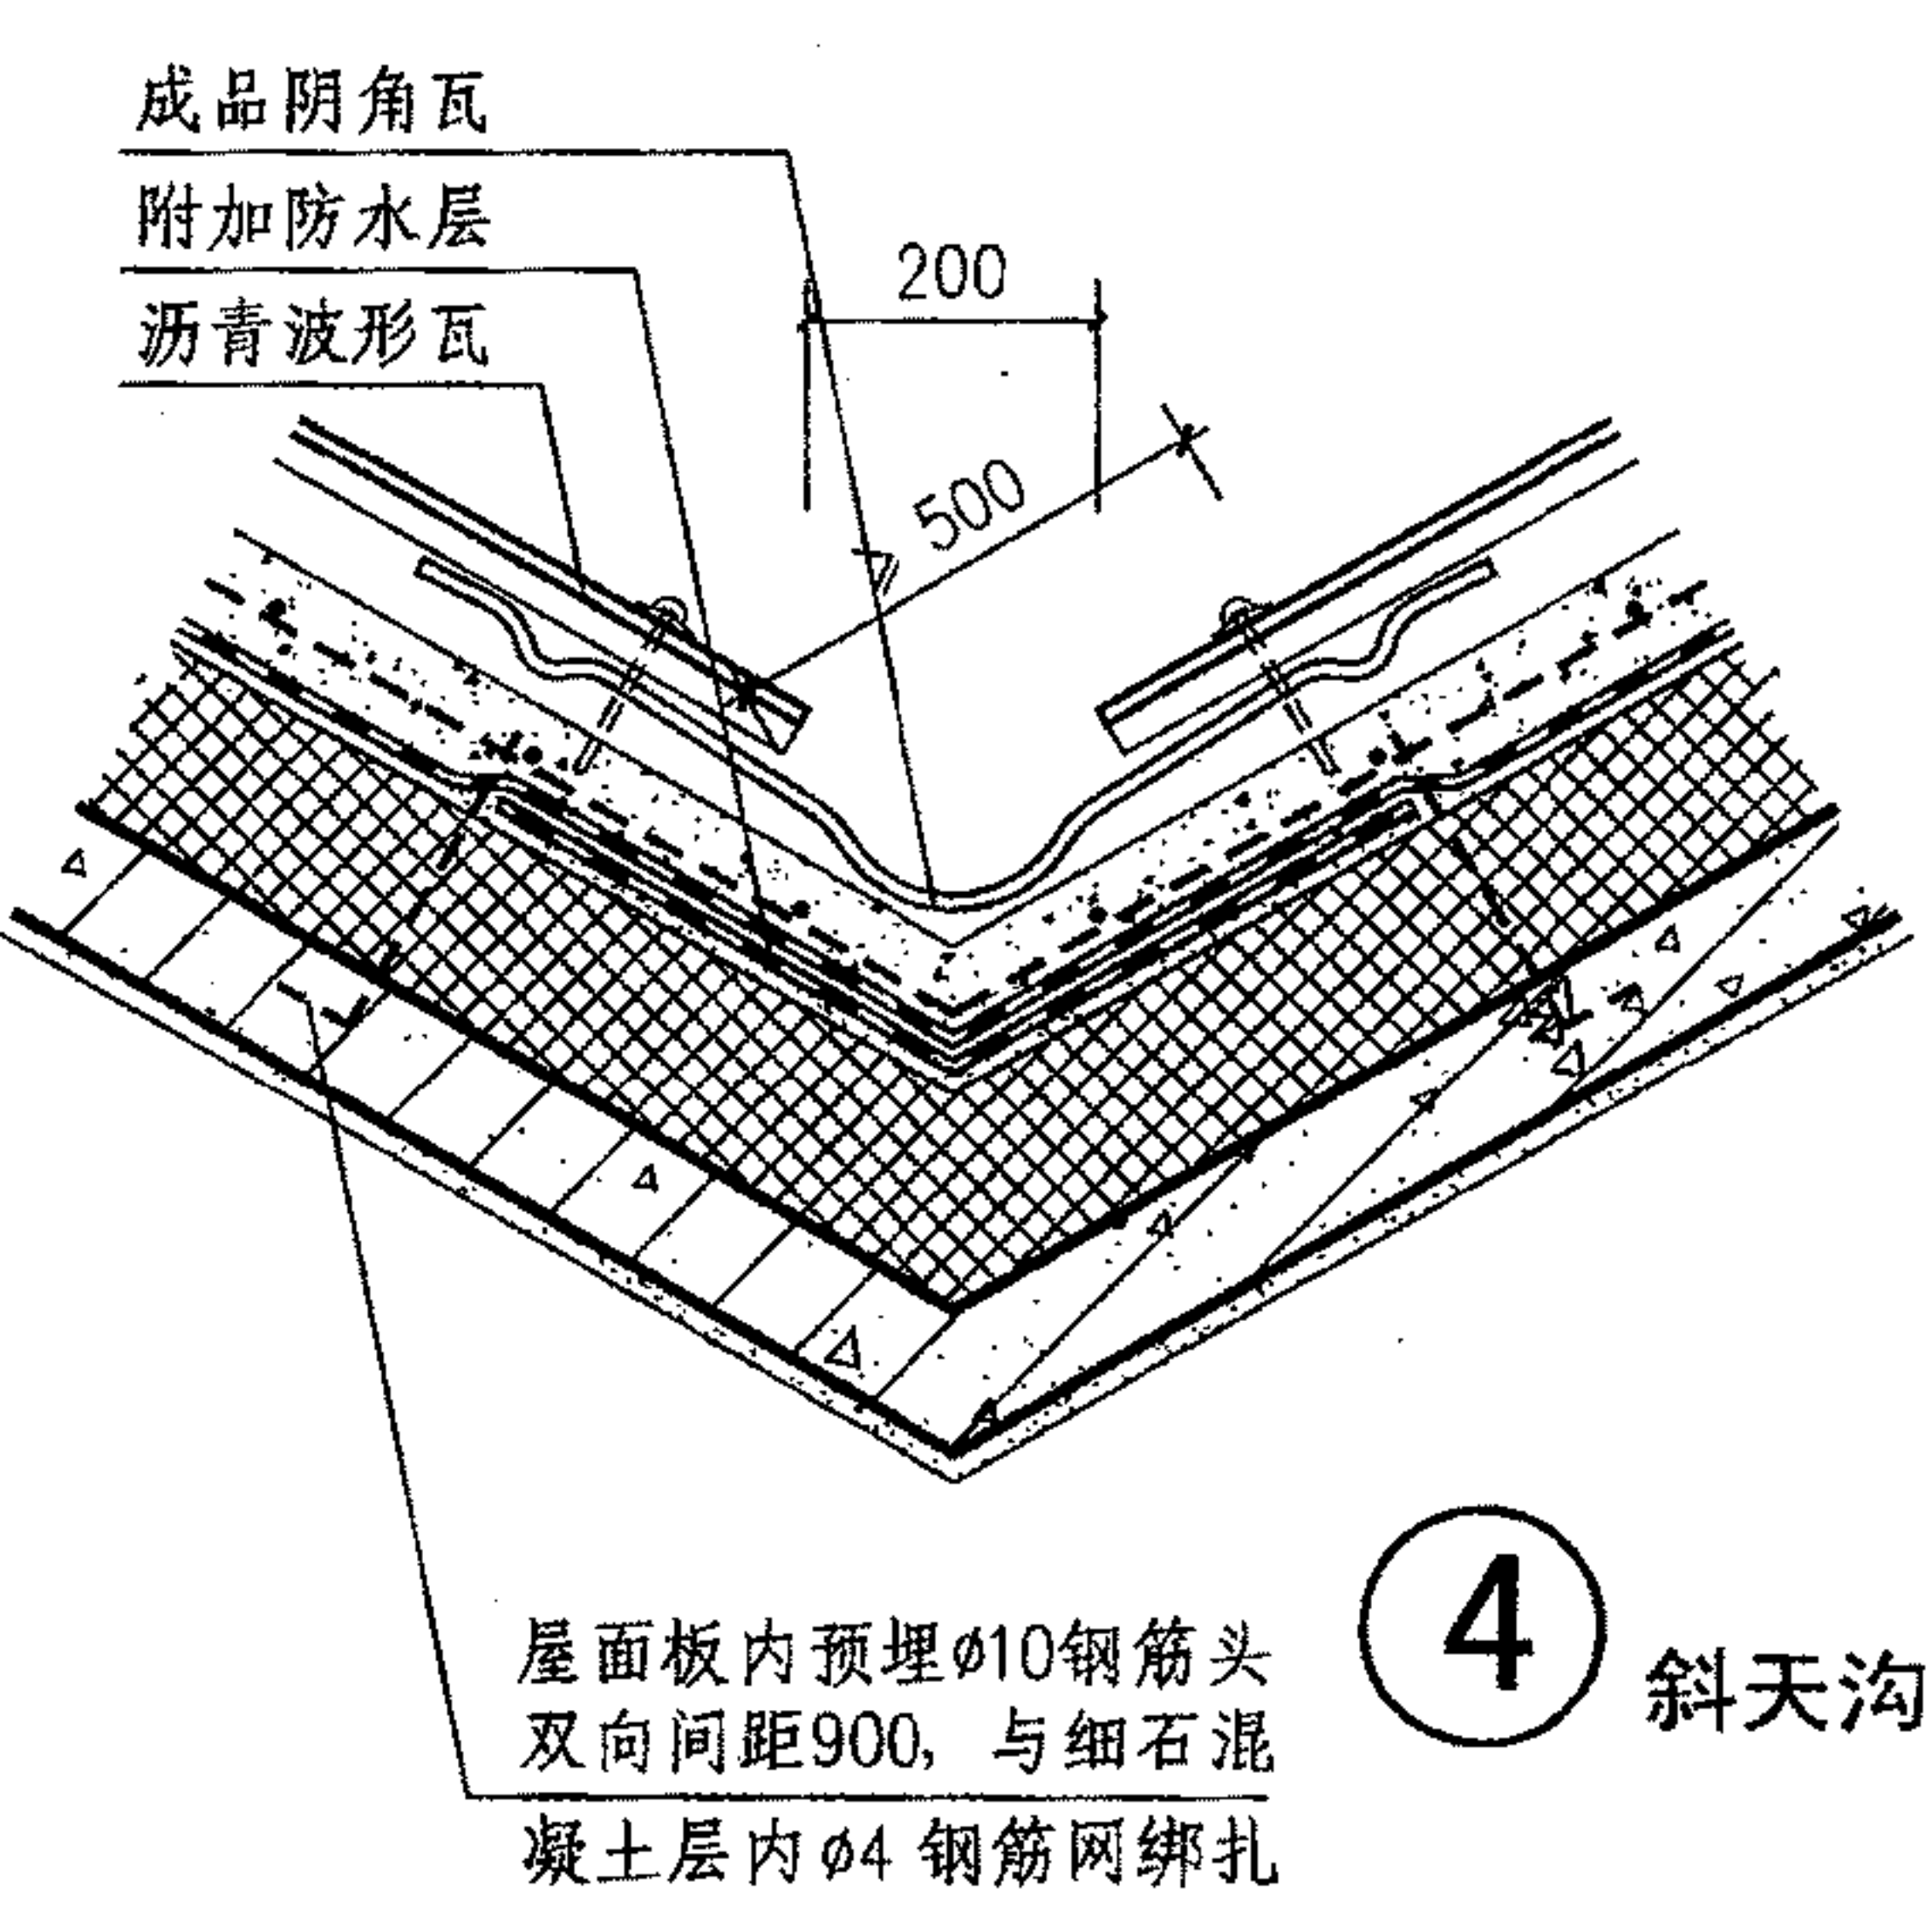 成品阴角瓦
附加防水层
沥青波形瓦
200
≥500
屋面板内预埋ø10钢筋头
双向间距900，与细石混
凝土层内ø4 钢筋网绑扎
4
斜天沟